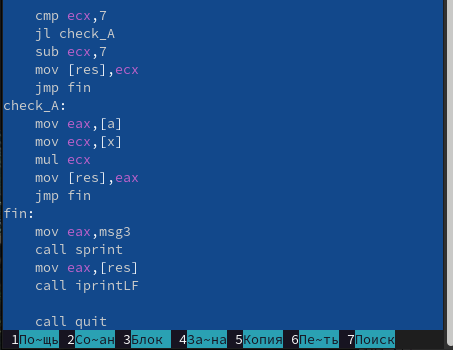 cmp ecx,7
    jl check_A
    sub ecx,7
    mov [res],ecx
    jmp fin
check_A:
    mov eax,[a]
    mov ecx,[x]
    mul ecx
    mov [res],eax
    jmp fin
fin:
    mov eax,msg3
    call sprint
    mov eax,[res]
    call iprintLF

    call quit
1По~щь 2Со~ан 3Блок 4За~на 5Копия 6Пе~ть 7Поиск